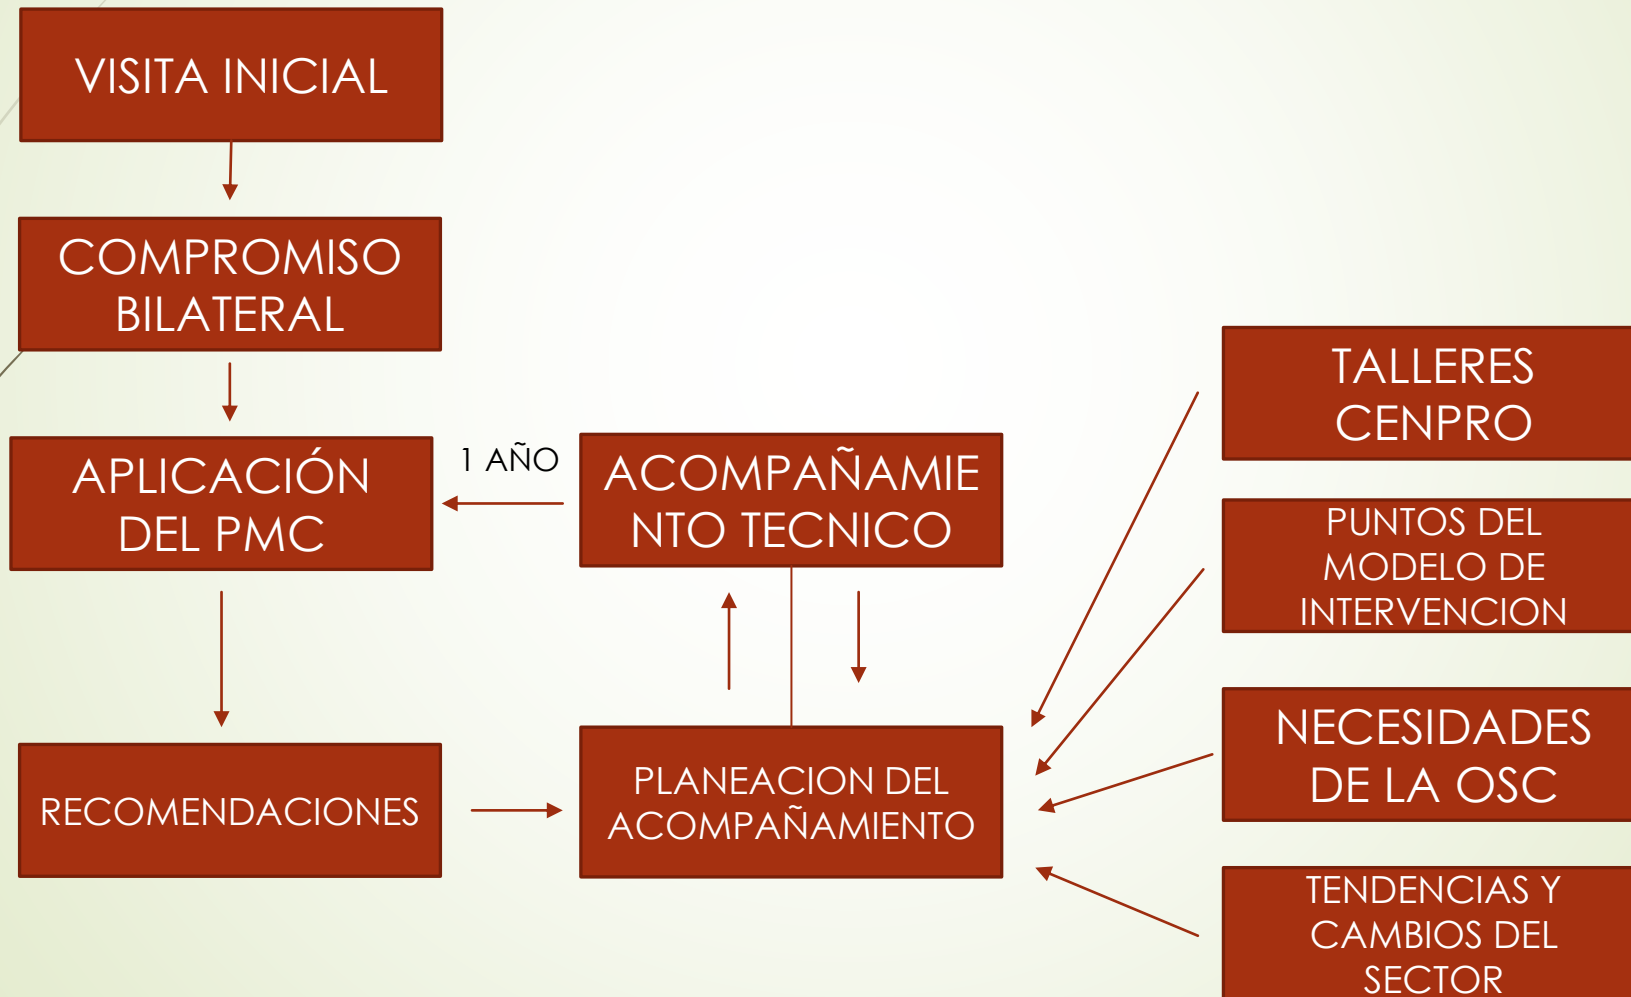 VISITA INICIAL
COMPROMISO
BILATERAL
APLICACIÓN
DEL PMC
1 AÑO
ACOMPAÑAMIE
NTO TECNICO
RECOMENDACIONES
PLANEACION DEL
ACOMPAÑAMIENTO
TALLERES
CENPRO
PUNTOS DEL
MODELO DE
INTERVENCION
NECESIDADES
DE LA OSC
TENDENCIAS Y
CAMBIOS DEL
SECTOR